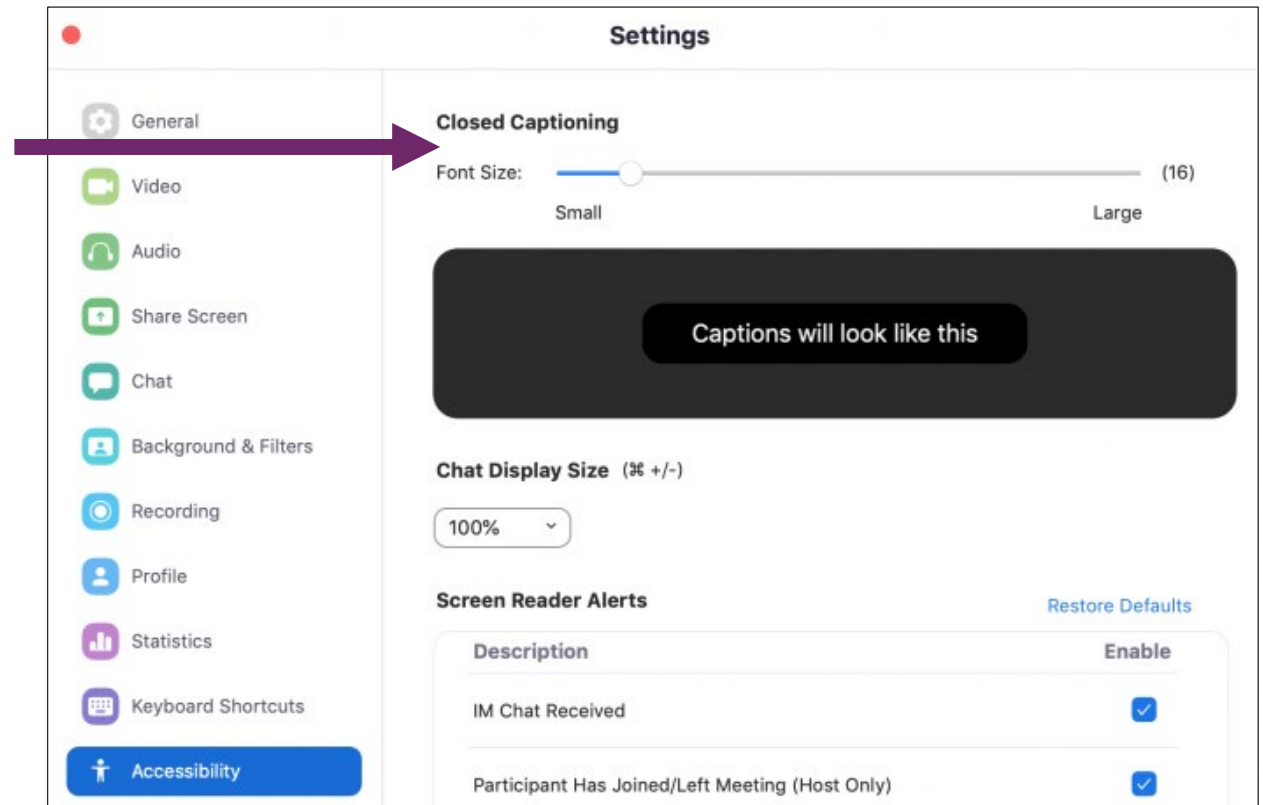 Settings
General
Video
Audio
Share Screen
Chat
Background & Filters
Recording
Profile
Statistics
Keyboard Shortcuts
Accessibility
Closed Captioning
Font Size: (16)
Small Large
Captions will look like this
Chat Display Size (⌘ +/-)
100%
Screen Reader Alerts Restore Defaults
Description Enable
IM Chat Received
Participant Has Joined/Left Meeting (Host Only)